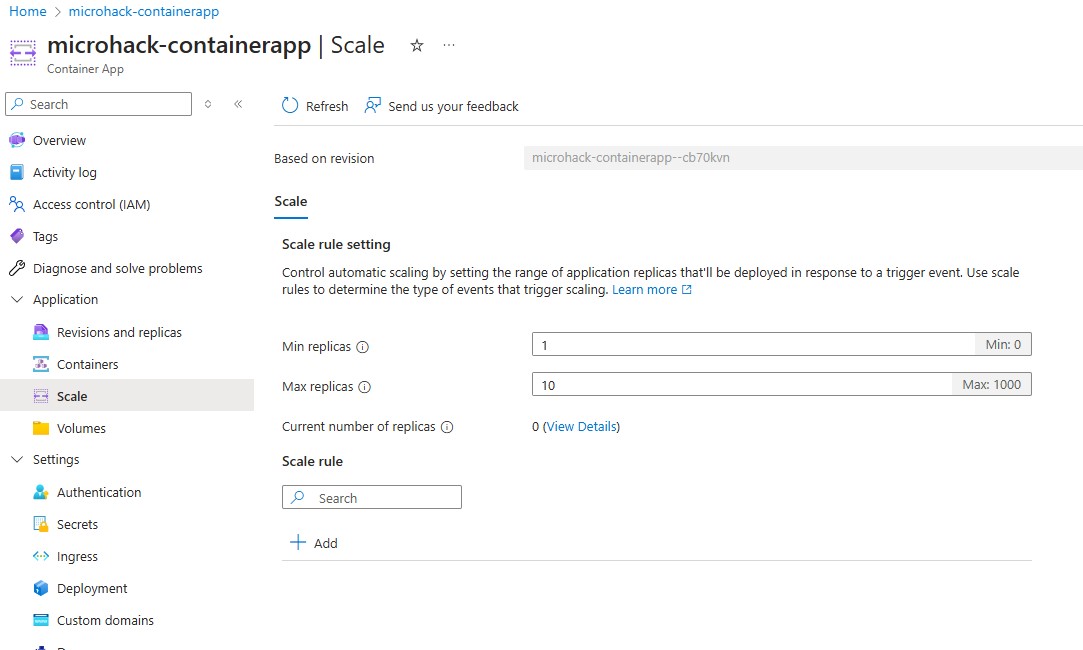 Home > microhack-containerapp
microhack-containerapp | Scale
Container App
Search
Refresh
Send us your feedback
Overview
Activity log
Access control (IAM)
Tags
Diagnose and solve problems
Application
Revisions and replicas
Containers
Scale
Volumes
Settings
Authentication
Secrets
Ingress
Deployment
Custom domains
Based on revision
microhack-containerapp--cb70kvn
Scale
Scale rule setting
Control automatic scaling by setting the range of application replicas that'll be deployed in response to a trigger event. Use scale
rules to determine the type of events that trigger scaling. Learn more
Min replicas
1
Min: 0
Max replicas
10
Max: 1000
Current number of replicas
0 (View Details)
Scale rule
Search
Add